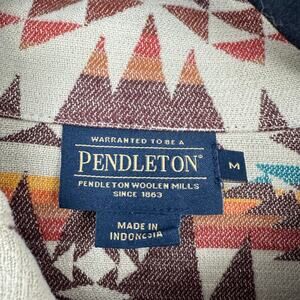 WARRANTED TO BE A
PENDLETON®
M
PENDLETON WOOLEN MILLS
SINCE 1863
MADE IN
INDONESIA